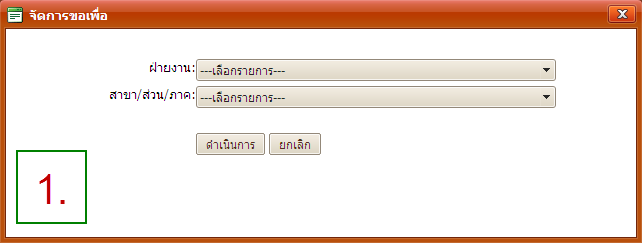 จัดการขอเพื่อ
ฝ่ายงาน: ---เลือกรายการ---
สาขา/ส่วน/ภาค: ---เลือกรายการ---
ดำเนินการ ยกเลิก
1.